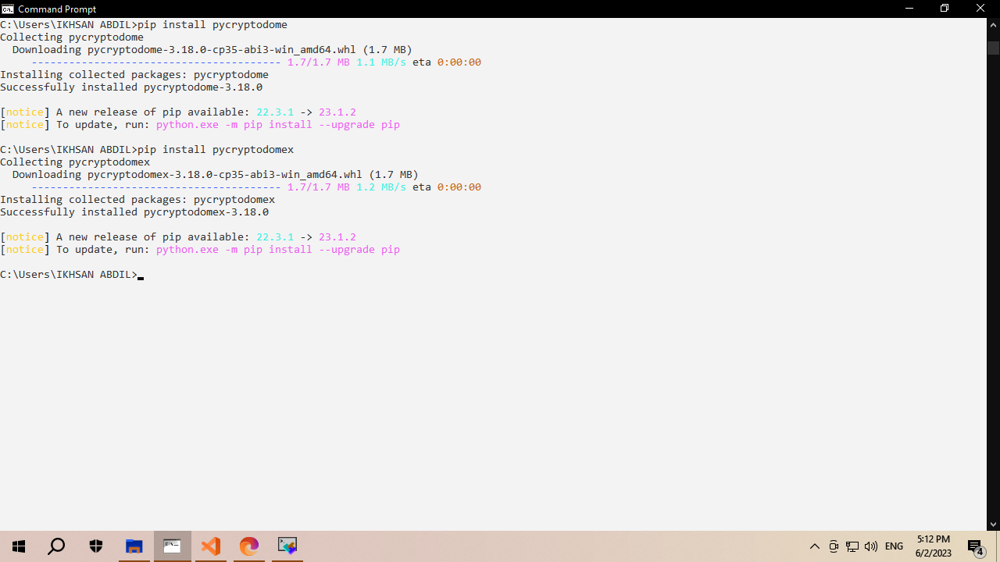 Command Prompt
C:\Users\IKHSAN ABDIL>pip install pycryptodome
Collecting pycryptodome
  Downloading pycryptodome-3.18.0-cp35-abi3-win_amd64.whl (1.7 MB)
     ---------------------------------------- 1.7/1.7 MB 1.1 MB/s eta 0:00:00
Installing collected packages: pycryptodome
Successfully installed pycryptodome-3.18.0

[notice] A new release of pip available: 22.3.1 -> 23.1.2
[notice] To update, run: python.exe -m pip install --upgrade pip

C:\Users\IKHSAN ABDIL>pip install pycryptodomex
Collecting pycryptodomex
  Downloading pycryptodomex-3.18.0-cp35-abi3-win_amd64.whl (1.7 MB)
     ---------------------------------------- 1.7/1.7 MB 1.2 MB/s eta 0:00:00
Installing collected packages: pycryptodomex
Successfully installed pycryptodomex-3.18.0

[notice] A new release of pip available: 22.3.1 -> 23.1.2
[notice] To update, run: python.exe -m pip install --upgrade pip

C:\Users\IKHSAN ABDIL>
ENG
5:12 PM
6/2/2023
4